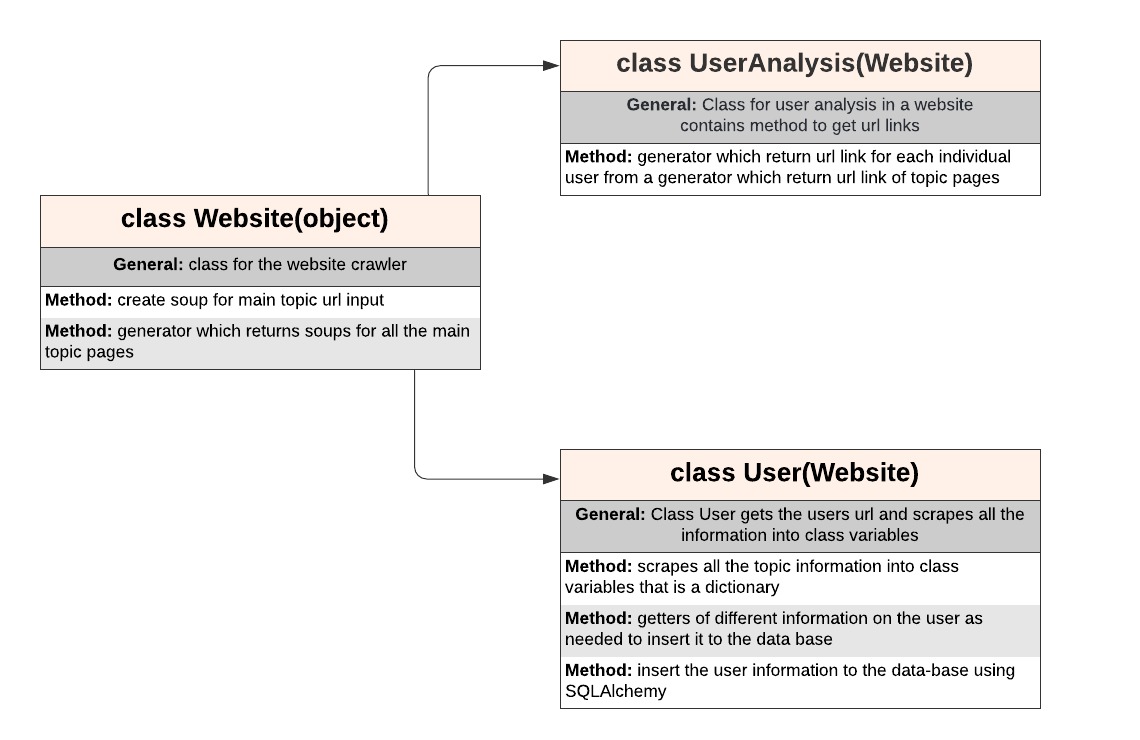 class UserAnalysis(Website)
General: Class for user analysis in a website
contains method to get url links
Method: generator which return url link for each individual
user from a generator which return url link of topic pages
class Website(object)
General: class for the website crawler
Method: create soup for main topic url input
Method: generator which returns soups for all the main
topic pages
class User(Website)
General: Class User gets the users url and scrapes all the
information into class variables
Method: scrapes all the topic information into class
variables that is a dictionary
Method: getters of different information on the user as
needed to insert it to the data base
Method: insert the user information to the data-base using
SQLAlchemy